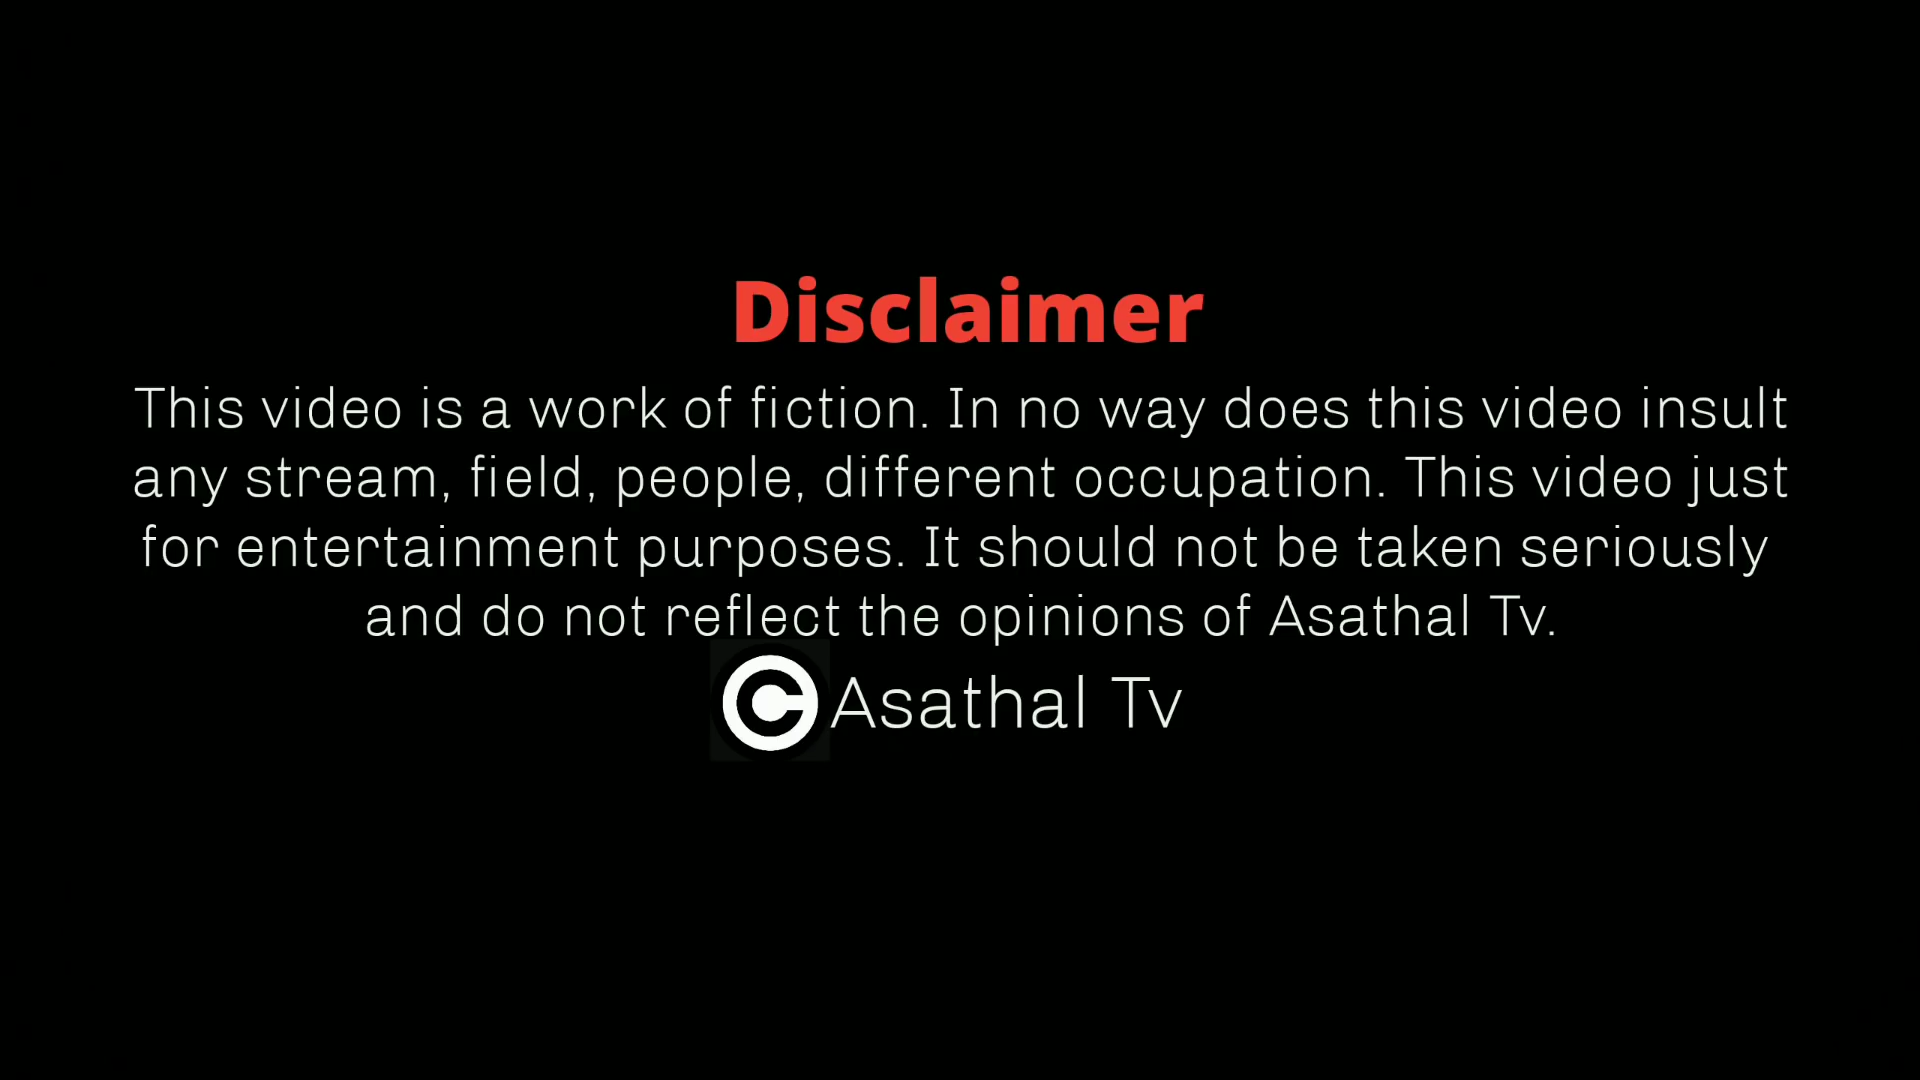 Disclaimer
This video is a work of fiction. In no way does this video insult
any stream, field, people, different occupation. This video just
for entertainment purposes. It should not be taken seriously
and do not reflect the opinions of Asathal Tv.
© Asathal Tv